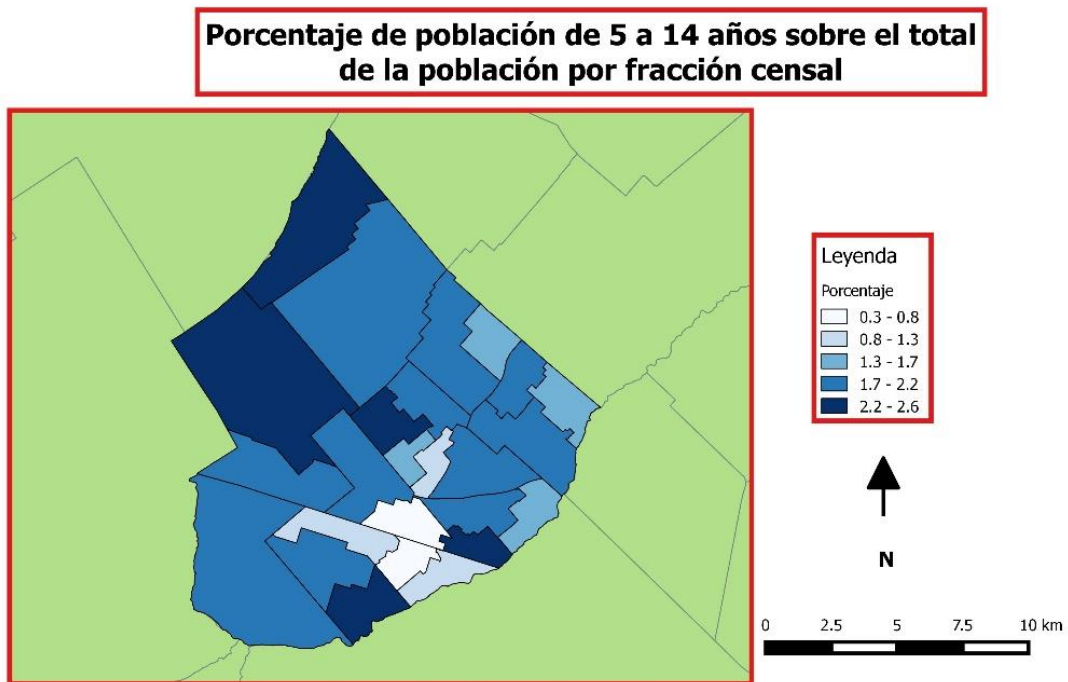 Porcentaje de población de 5 a 14 años sobre el total
de la población por fracción censal
Leyenda
Porcentaje
0.3 - 0.8
0.8 - 1.3
1.3 - 1.7
1.7 - 2.2
2.2 - 2.6
N
0 2.5 5 7.5 10 km